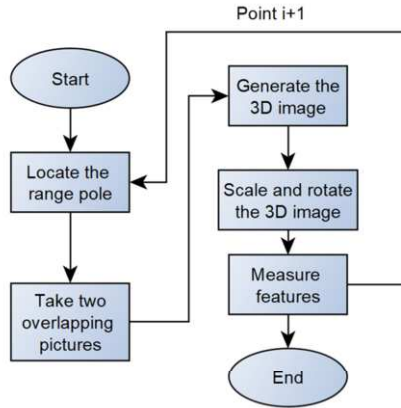 Point i+1
Start
Locate the
range pole
Take two
overlapping
pictures
Generate the
3D image
Scale and rotate
the 3D image
Measure
features
End